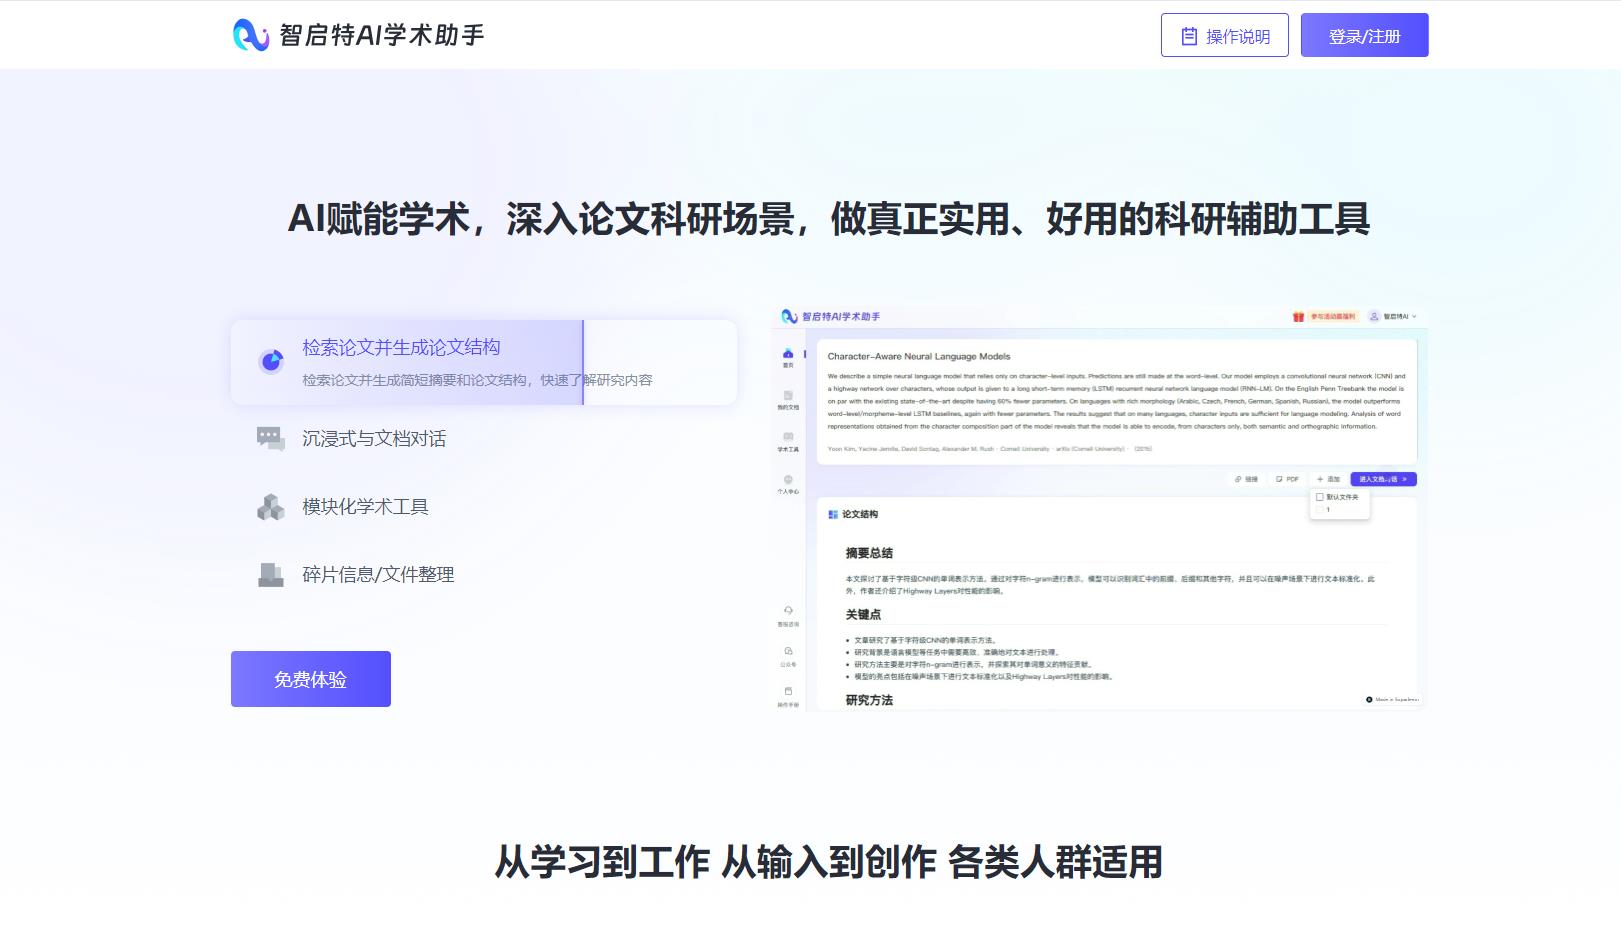 智启特AI学术助手
操作说明
登录/注册
AI赋能学术，深入论文科研场景，做真正实用、好用的科研辅助工具
检索论文并生成论文结构
检索论文并生成简短摘要和论文结构，快速了解研究内容
沉浸式与文档对话
模块化学术工具
碎片信息/文件整理
免费体验
智启特AI学术助手
参与活动赢福利
智启特AI
首页
我的文档
学术工具
个人中心
客服咨询
公众号
操作手册
Character-Aware Neural Language Models
We describe a simple neural language model that relies only on character-level inputs. Predictions are still made at the word-level. Our model employs a convolutional neural network (CNN) and
a highway network over characters, whose output is given to a long short-term memory (LSTM) recurrent neural network language model (RNN-LM). On the English Penn Treebank the model is
on par with the existing state-of-the-art despite having 60% fewer parameters. On languages with rich morphology (Arabic, Czech, French, German, Spanish, Russian), the model outperforms
word-level/morpheme-level LSTM baselines, again with fewer parameters. The results suggest that on many languages, character inputs are sufficient for language modeling. Analysis of word
representations obtained from the character composition part of the model reveals that the model is able to encode, from characters only, both semantic and orthographic information.
Yoon Kim, Yacine Jernite, David Sontag, Alexander M. Rush · Cornell University · arXiv (Cornell University) · (2015)
链接
PDF
添加
进入文档对话 »
默认文件夹
1
论文结构
摘要总结
本文探讨了基于字符级CNN的单词表示方法。通过对字符n-gram进行表示，模型可以识别词汇中的前缀、后缀和其他字符，并且可以在噪声场景下进行文本标准化。此
外，作者还介绍了Highway Layers对性能的影响。
关键点
• 文章研究了基于字符级CNN的单词表示方法。
• 研究背景是语言模型等任务中需要高效、准确地对文本进行处理。
• 研究方法主要是对字符n-gram进行表示，并探索其对单词意义的特征贡献。
• 模型的亮点包括在噪声场景下进行文本标准化以及Highway Layers对性能的影响。
研究方法
从学习到工作 从输入到创作 各类人群适用